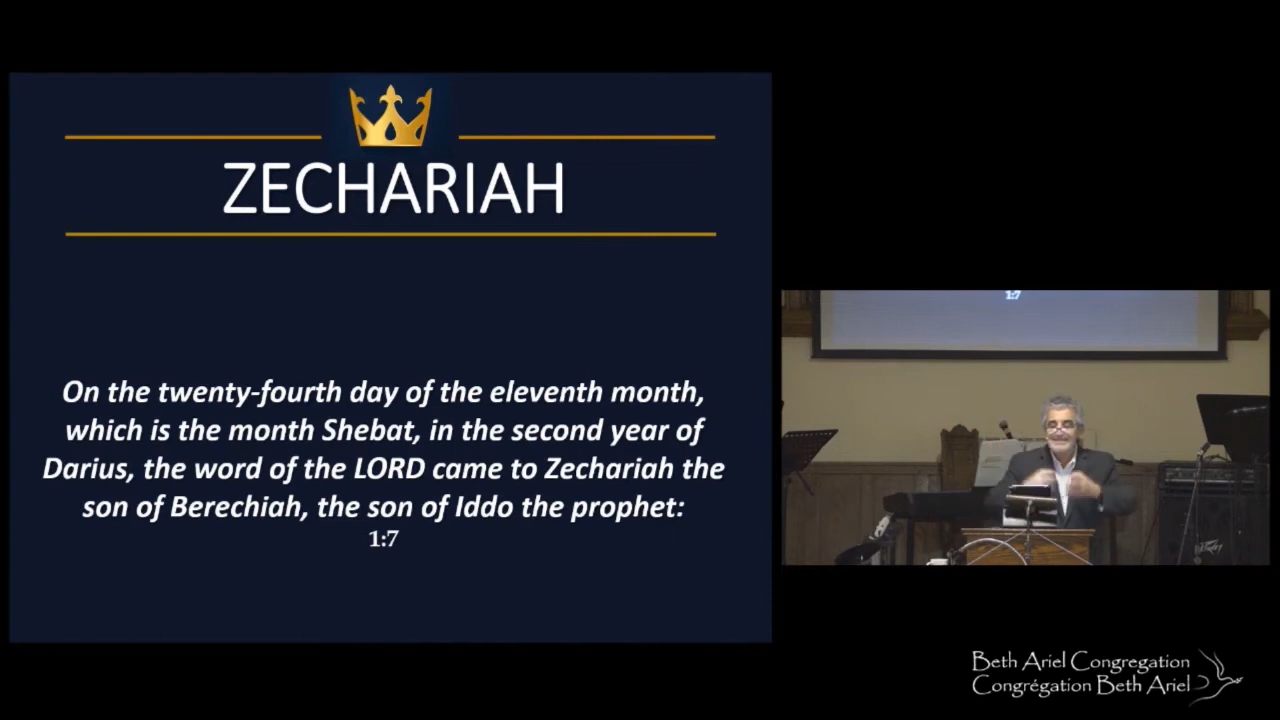 ZECHARIAH
On the twenty-fourth day of the eleventh month,
which is the month Shebat, in the second year of
Darius, the word of the LORD came to Zechariah the
son of Berechiah, the son of Iddo the prophet:
1:7
1:7
Peavey
Beth Ariel Congregation
Congrégation Beth Ariel